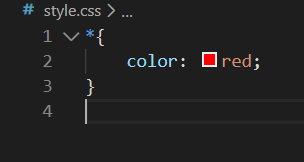 # style.css > ...
1 *{
2 color: red;
3 }
4